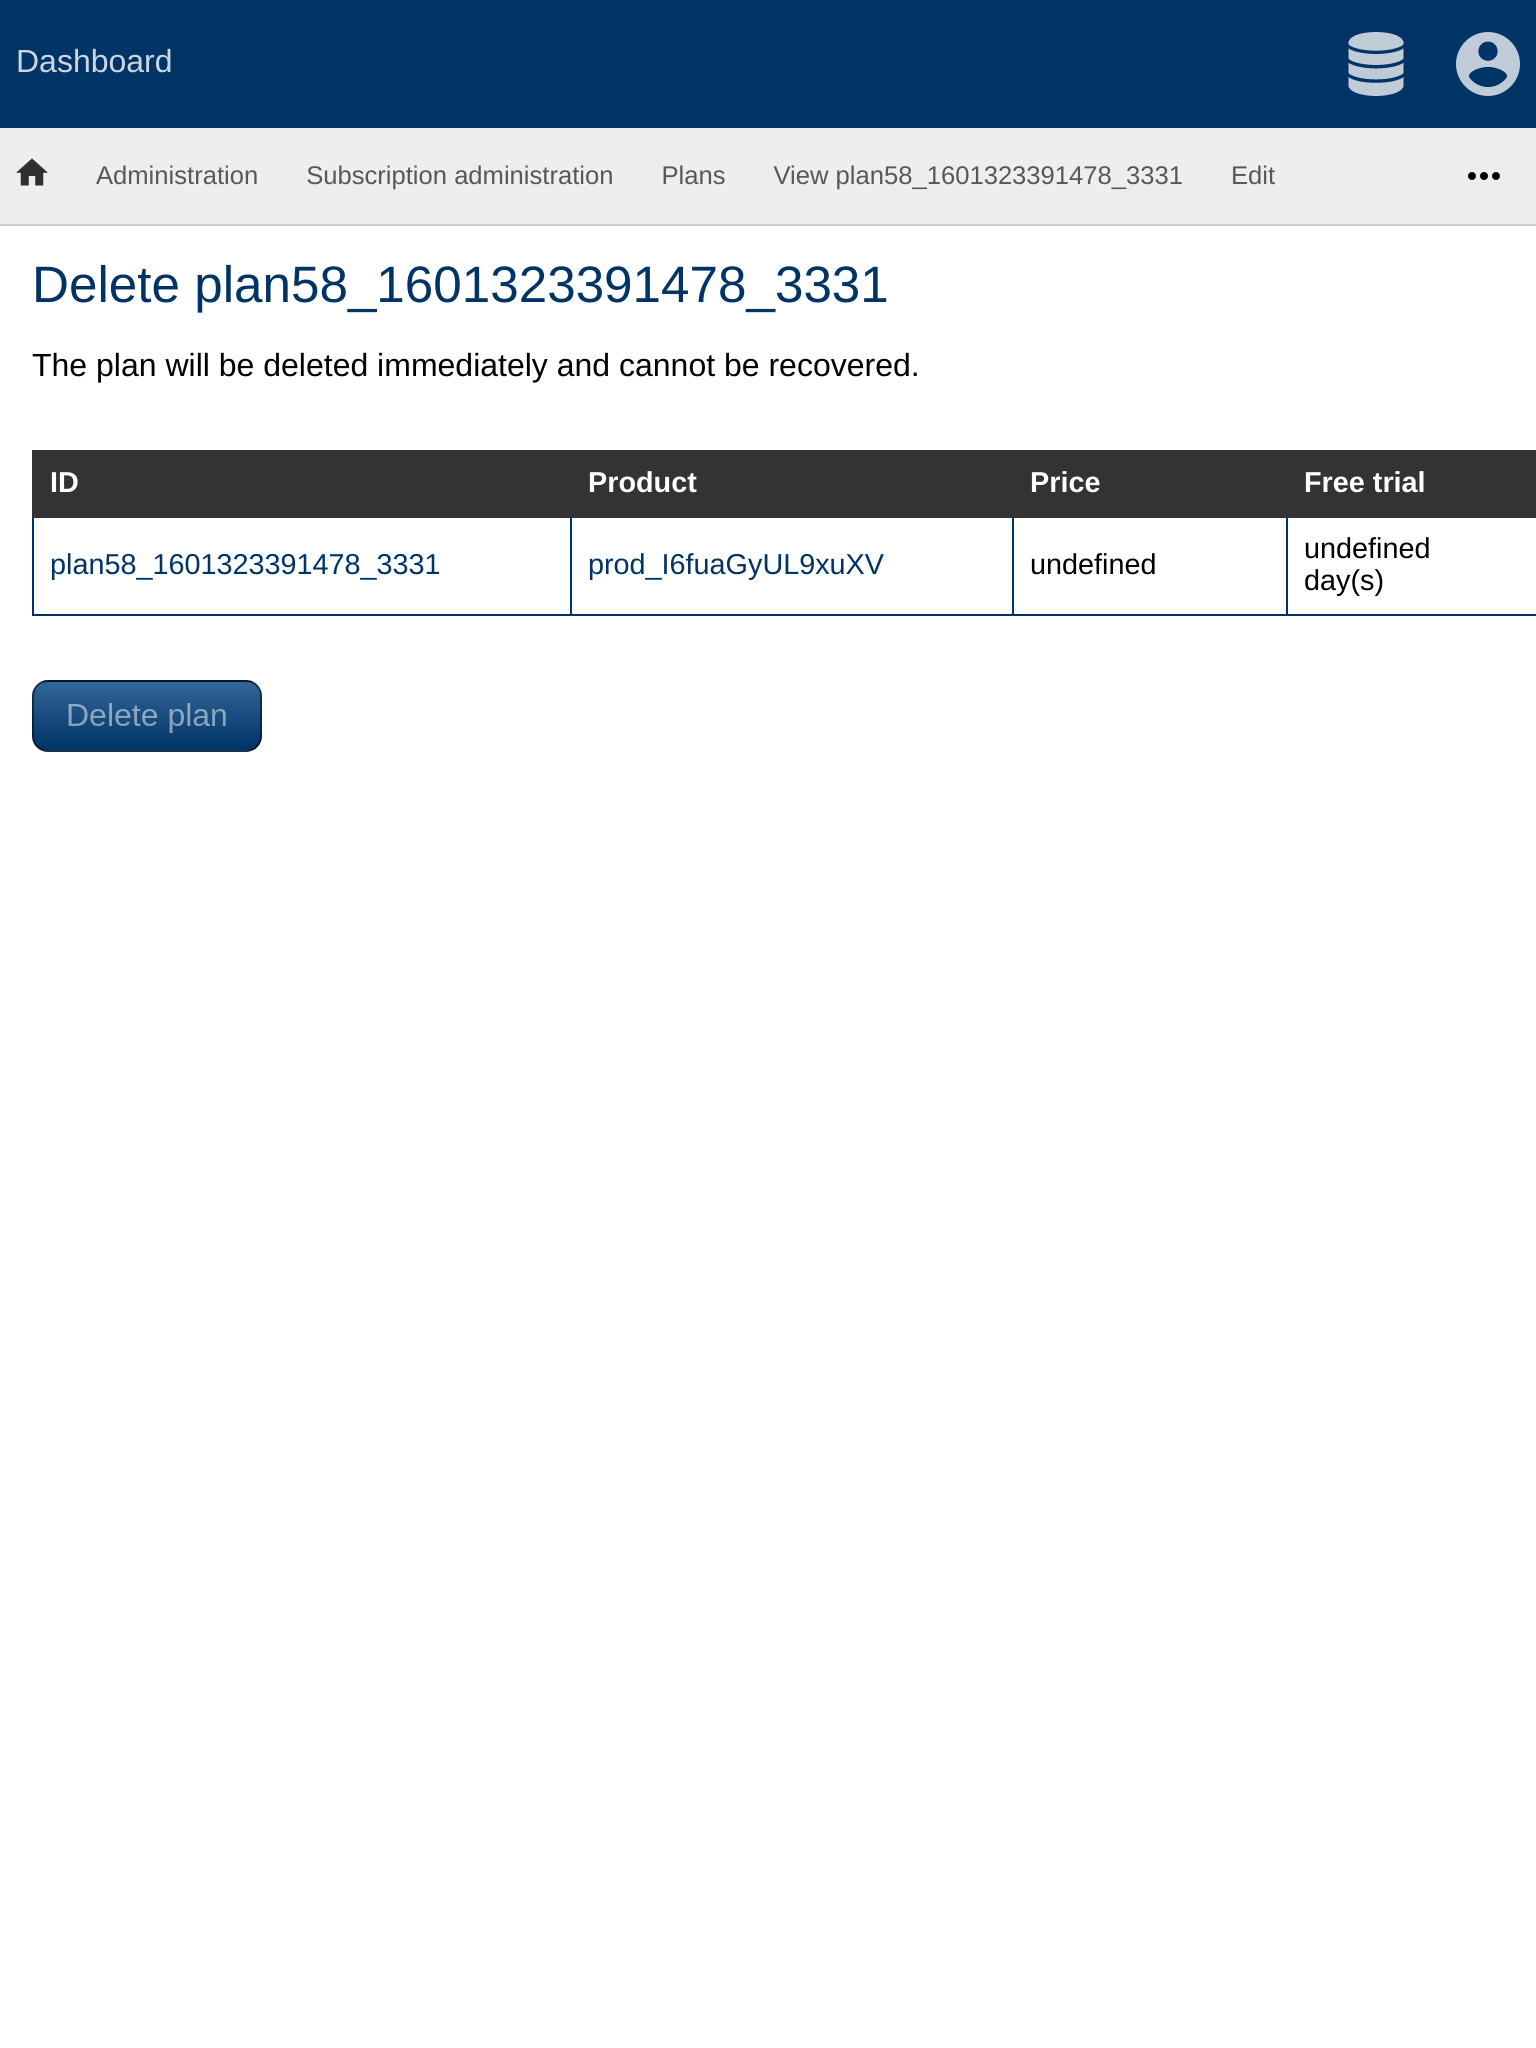 Dashboard
Administration Subscription administration Plans View plan58_1601323391478_3331 Edit
Delete plan58_1601323391478_3331
The plan will be deleted immediately and cannot be recovered.
ID Product Price Free trial
plan58_1601323391478_3331 prod_I6fuaGyUL9xuXV undefined undefined
day(s)
Delete plan